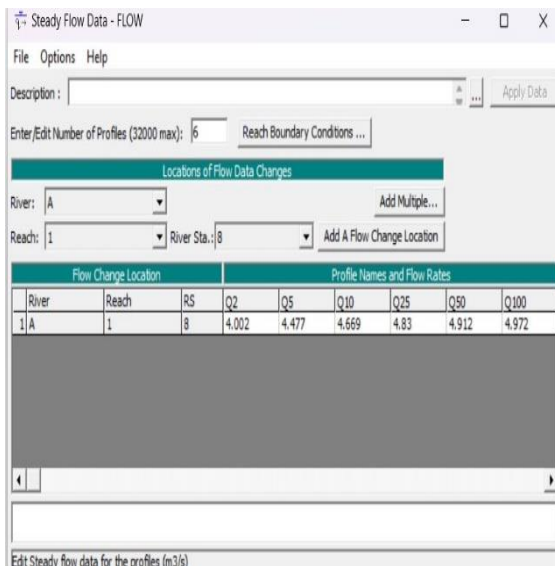 Steady Flow Data - FLOW
File Options Help
Description : ... Apply Data
Enter/Edit Number of Profiles (32000 max): 6 Reach Boundary Conditions ...
Locations of Flow Data Changes
River: A Add Multiple...
Reach: 1 River Sta.: 8 Add A Flow Change Location
Flow Change Location Profile Names and Flow Rates
River Reach RS Q2 Q5 Q10 Q25 Q50 Q100
1 A 1 8 4.002 4.477 4.669 4.83 4.912 4.972
Edit Steady flow data for the profiles (m3/s)